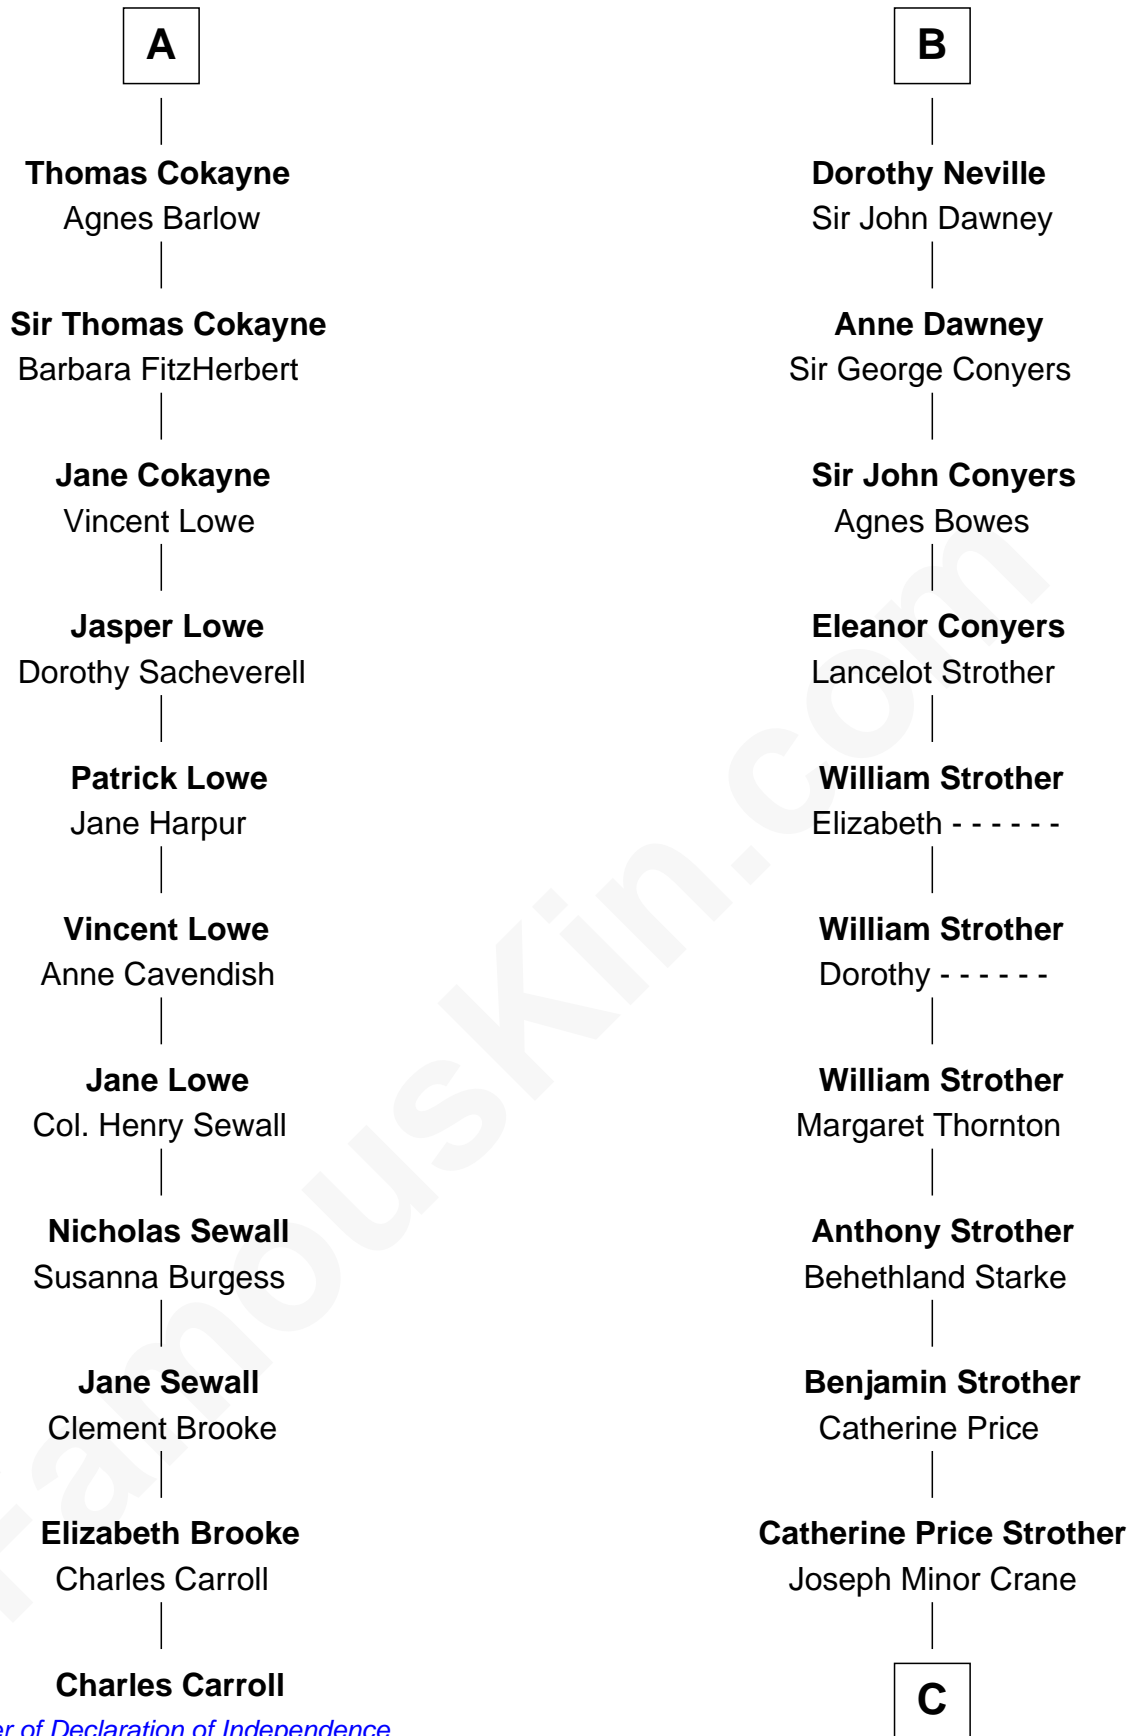 A
Thomas Cokayne
Agnes Barlow
Sir Thomas Cokayne
Barbara FitzHerbert
Jane Cokayne
Vincent Lowe
Jasper Lowe
Dorothy Sacheverell
Patrick Lowe
Jane Harpur
Vincent Lowe
Anne Cavendish
Jane Lowe
Col. Henry Sewall
Nicholas Sewall
Susanna Burgess
Jane Sewall
Clement Brooke
Elizabeth Brooke
Charles Carroll
Charles Carroll
of Declaration of Independence
B
Dorothy Neville
Sir John Dawney
Anne Dawney
Sir George Conyers
Sir John Conyers
Agnes Bowes
Eleanor Conyers
Lancelot Strother
William Strother
Elizabeth - - - - - -
William Strother
Dorothy - - - - - -
William Strother
Margaret Thornton
Anthony Strother
Behethland Starke
Benjamin Strother
Catherine Price
Catherine Price Strother
Joseph Minor Crane
C
FamousKin.com